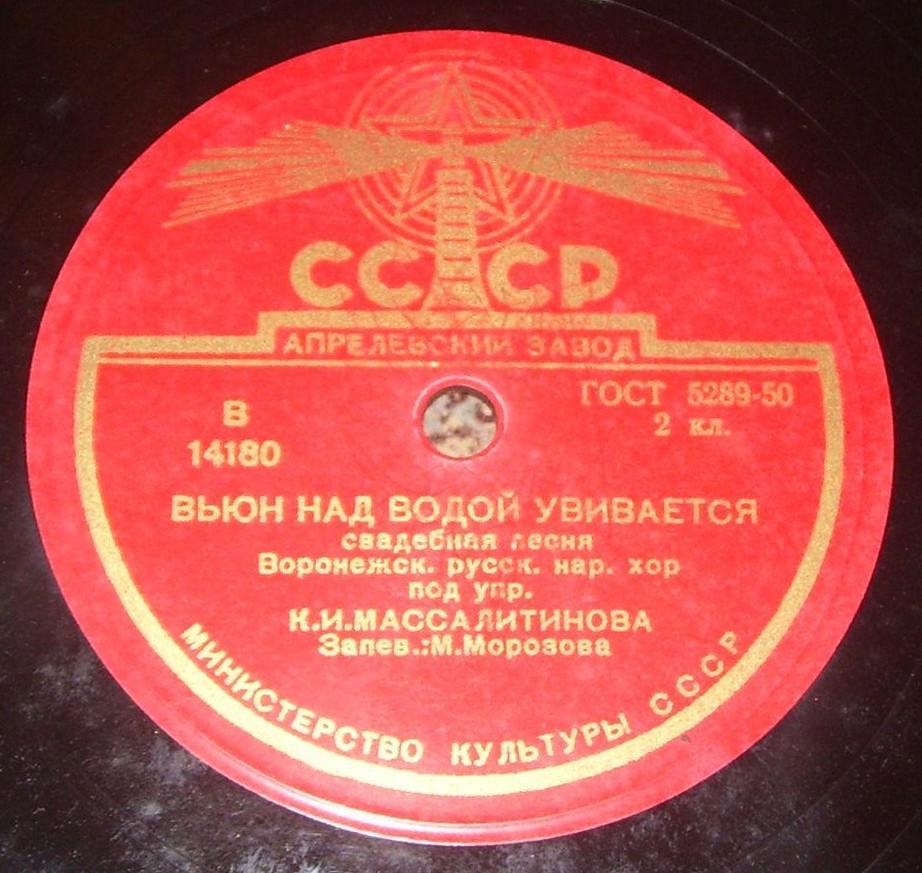 СССР
АПРЕЛЕВСКИЙ ЗАВОД
В
14180
ГОСТ 5289-50
2 кл.
ВЬЮН НАД ВОДОЙ УВИВАЕТСЯ
свадебная песня
Воронежск. русск. нар. хор
под упр.
К.И.МАССАЛИТИНОВА
Запев.:М.Морозова
МИНИСТЕРСТВО КУЛЬТУРЫ СССР